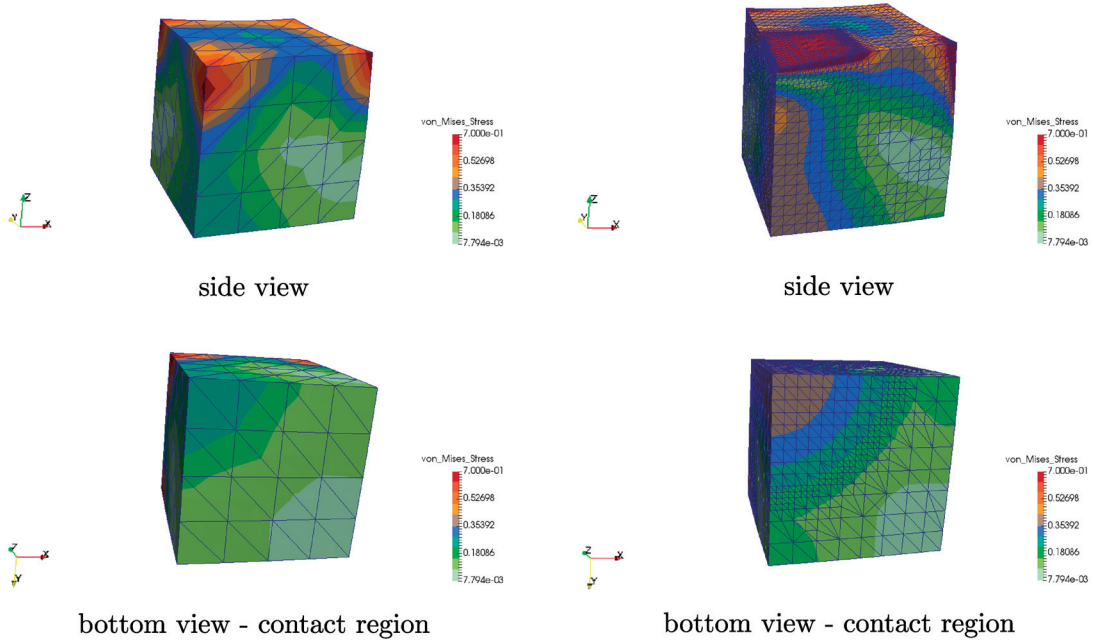 von_Mises_Stress
7.000e-01
0.52698
0.35392
0.18086
7.794e-03
Z
Y
X
side view
von_Mises_Stress
7.000e-01
0.52698
0.35392
0.18086
7.794e-03
Z
Y
X
side view
von_Mises_Stress
7.000e-01
0.52698
0.35392
0.18086
7.794e-03
Z
X
Y
bottom view - contact region
von_Mises_Stress
7.000e-01
0.52698
0.35392
0.18086
7.794e-03
Z
X
Y
bottom view - contact region